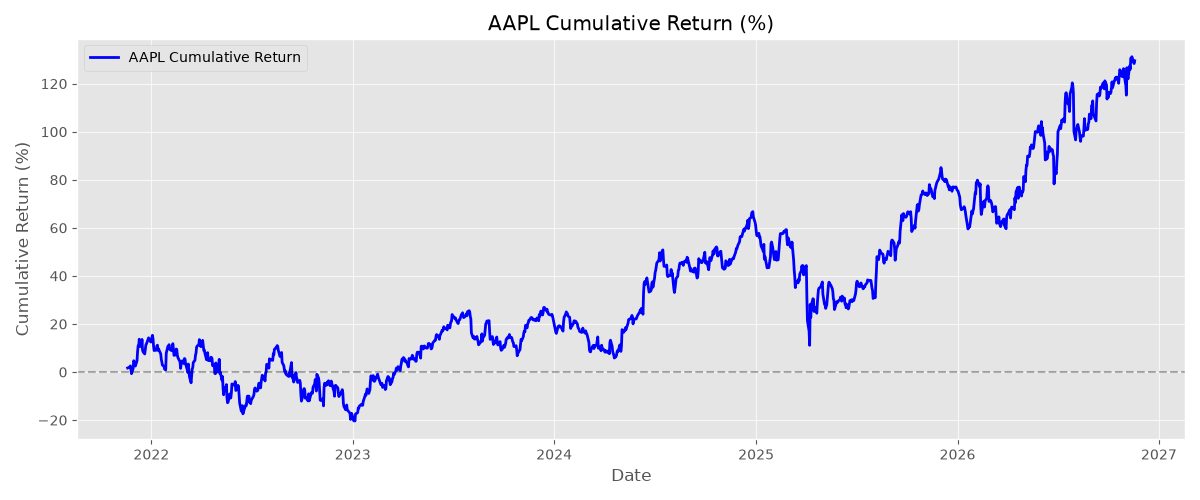 AAPL Cumulative Return (%)
AAPL Cumulative Return
Cumulative Return (%)
120
100
80
60
40
20
0
−20
2022 2023 2024 2025 2026 2027
Date